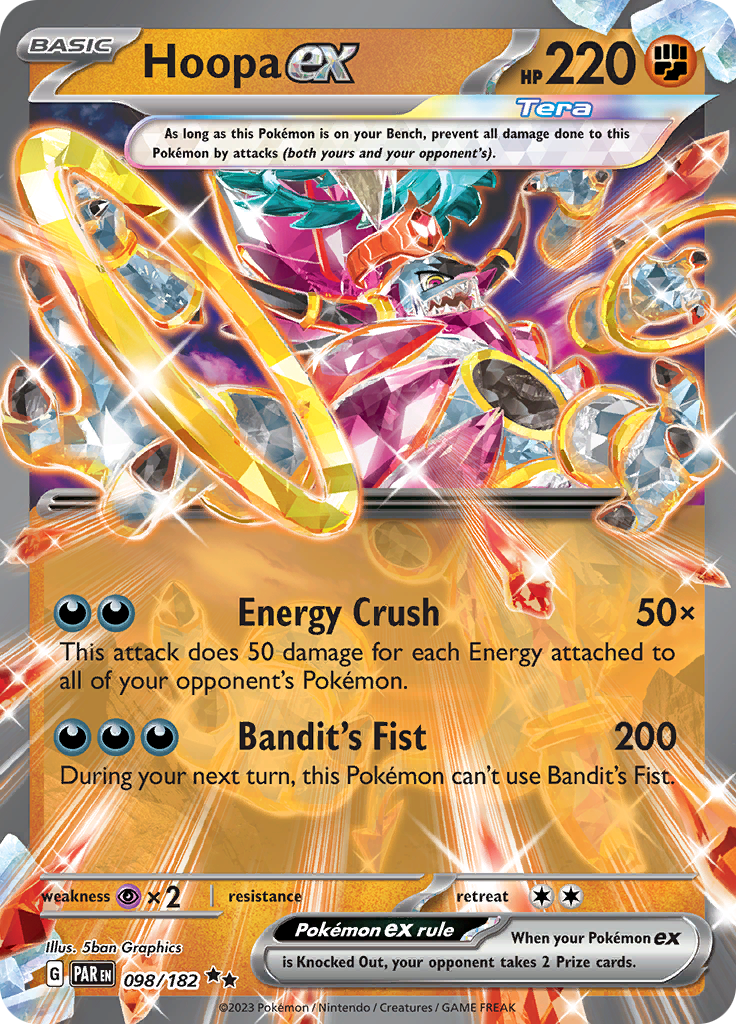 BASIC
Hoopa ex
HP 220
Tera
As long as this Pokémon is on your Bench, prevent all damage done to this
Pokémon by attacks (both yours and your opponent's).
Energy Crush 50×
This attack does 50 damage for each Energy attached to
all of your opponent's Pokémon.
Bandit's Fist 200
During your next turn, this Pokémon can't use Bandit's Fist.
weakness ×2 resistance retreat
Illus. 5ban Graphics
Pokémon ex rule When your Pokémon ex
is Knocked Out, your opponent takes 2 Prize cards.
G PAR EN 098/182
©2023 Pokémon / Nintendo / Creatures / GAME FREAK